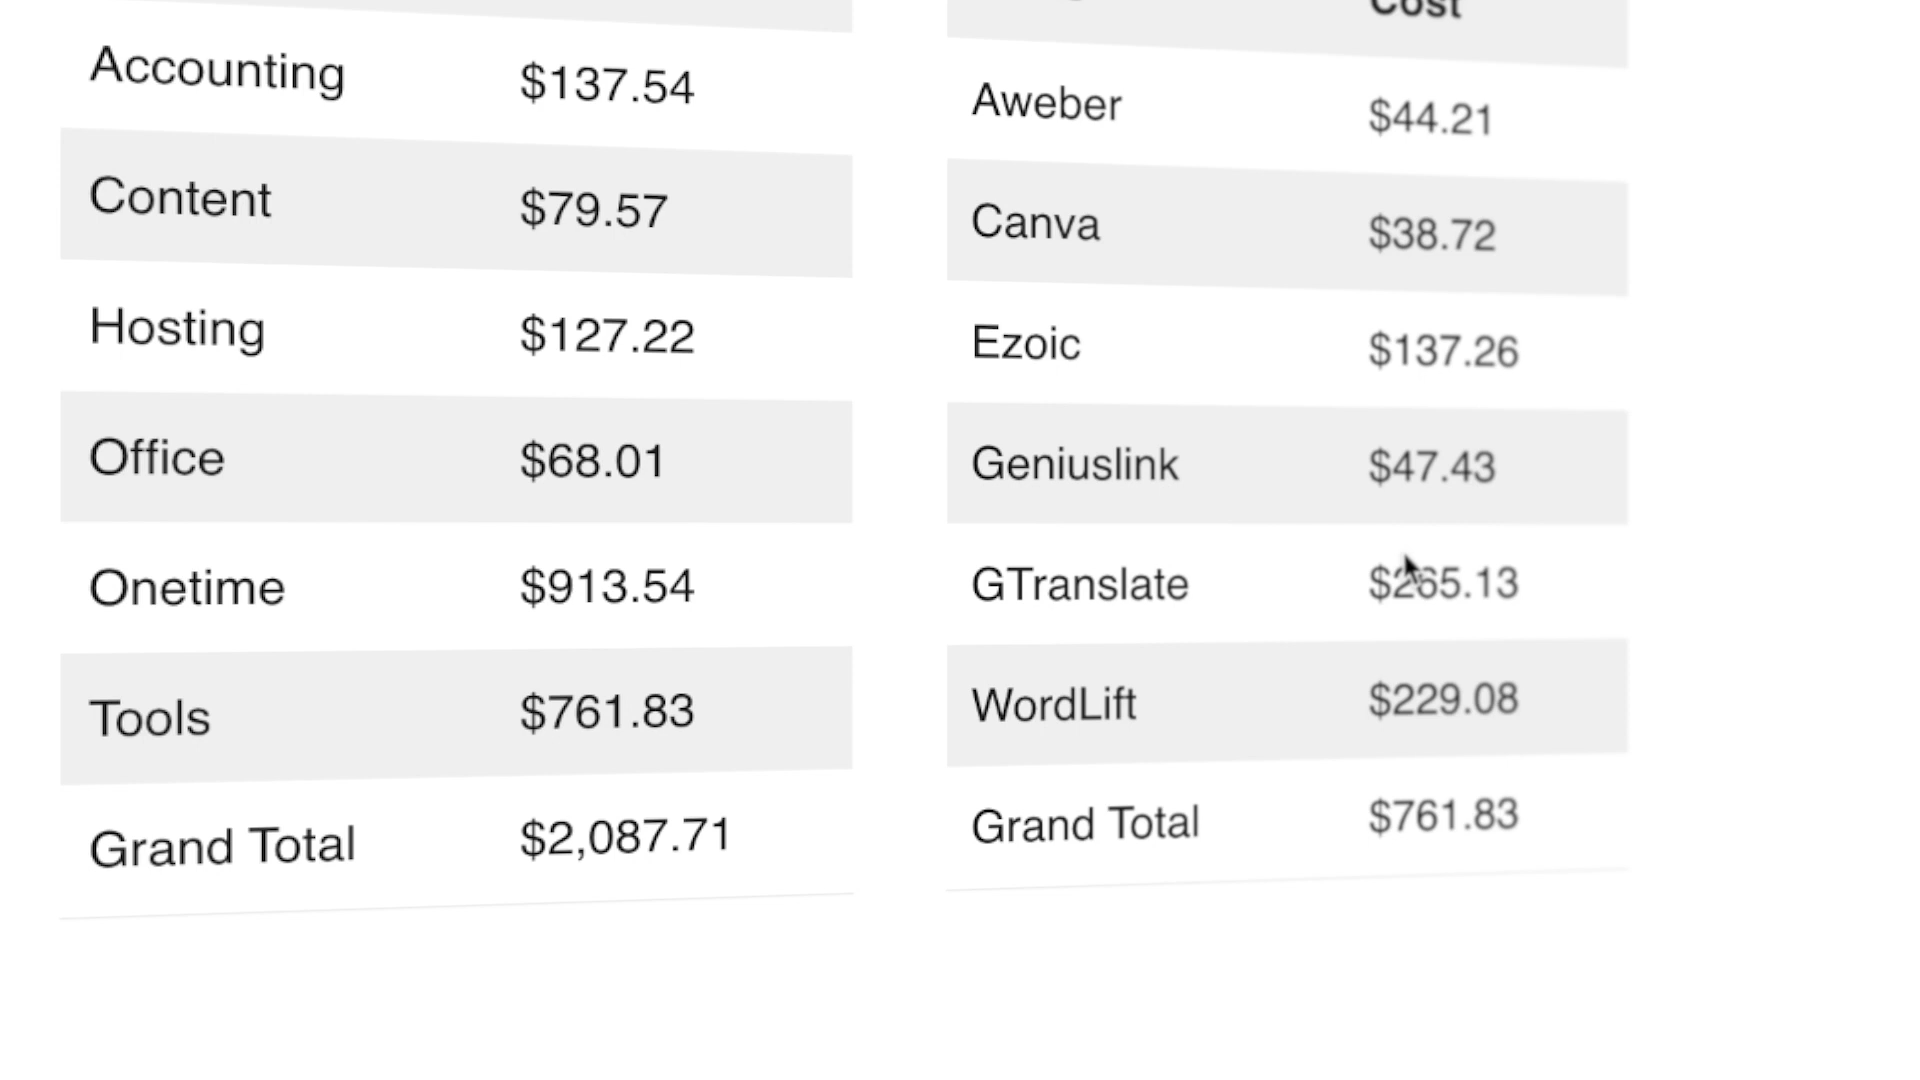 Accounting $137.54
Content $79.57
Hosting $127.22
Office $68.01
Onetime $913.54
Tools $761.83
Grand Total $2,087.71
Cost
Aweber $44.21
Canva $38.72
Ezoic $137.26
Geniuslink $47.43
GTranslate $265.13
WordLift $229.08
Grand Total $761.83